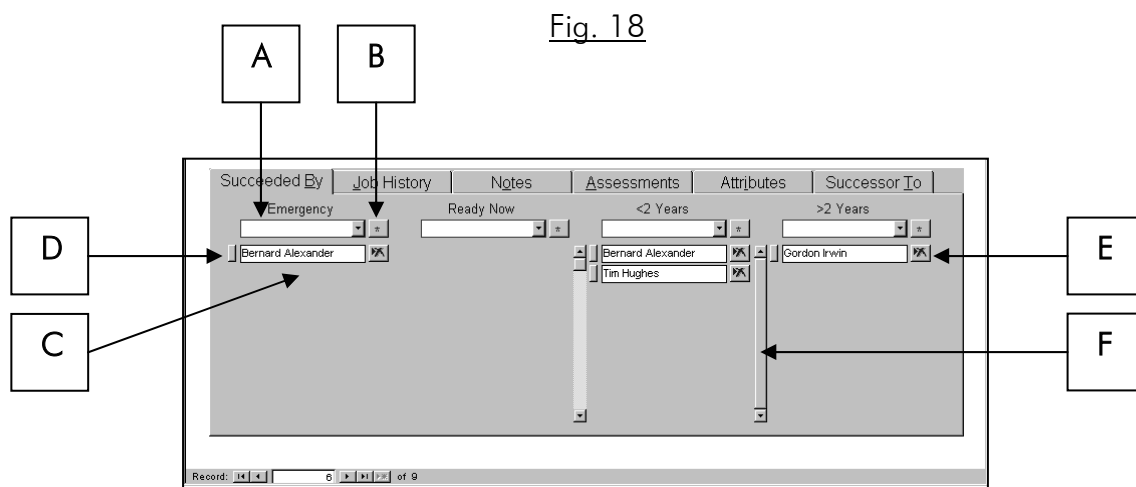 Fig. 18
A
B
Succeeded By
Job History
Notes
Assessments
Attributes
Successor To
Emergency
Ready Now
<2 Years
>2 Years
*
*
*
*
D
Bernard Alexander
Bernard Alexander
Gordon Irwin
E
Tim Hughes
C
F
Record: 6 of 9